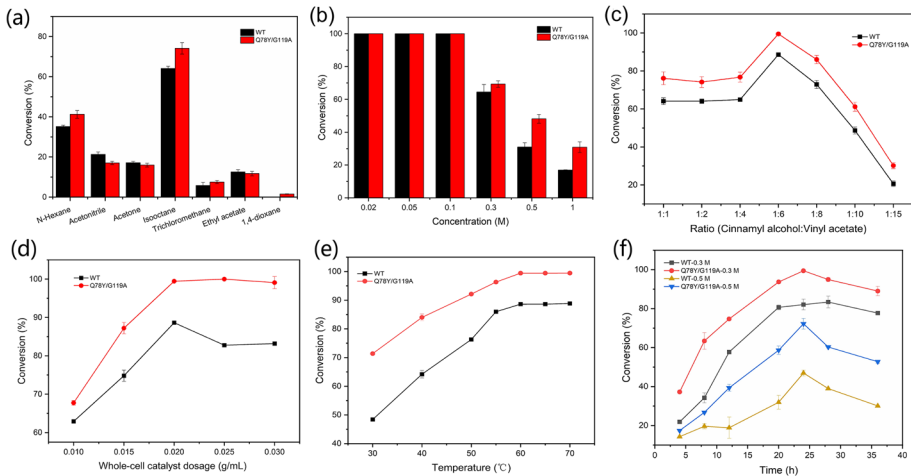 (a)
WT
Q78Y/G119A
Conversion (%)
80
60
40
20
0
N-Hexane
Acetonitrile
Acetone
Isooctane
Trichloromethane
Ethyl acetate
1,4-dioxane
(b)
WT
Q78Y/G119A
Conversion (%)
100
75
50
25
0
0.02 0.05 0.1 0.3 0.5 1
Concentration (M)
(c)
WT
Q78Y/G119A
Conversion (%)
100
80
60
40
20
1:1 1:2 1:4 1:6 1:8 1:10 1:15
Ratio (Cinnamyl alcohol:Vinyl acetate)
(d)
WT
Q78Y/G119A
Conversion (%)
100
90
80
70
60
0.010 0.015 0.020 0.025 0.030
Whole-cell catalyst dosage (g/mL)
(e)
WT
Q78Y/G119A
Conversion (%)
100
90
80
70
60
50
40
30 40 50 60 70
Temperature (℃)
(f)
WT-0.3 M
Q78Y/G119A-0.3 M
WT-0.5 M
Q78Y/G119A-0.5 M
Conversion (%)
100
80
60
40
20
0 5 10 15 20 25 30 35 40
Time (h)